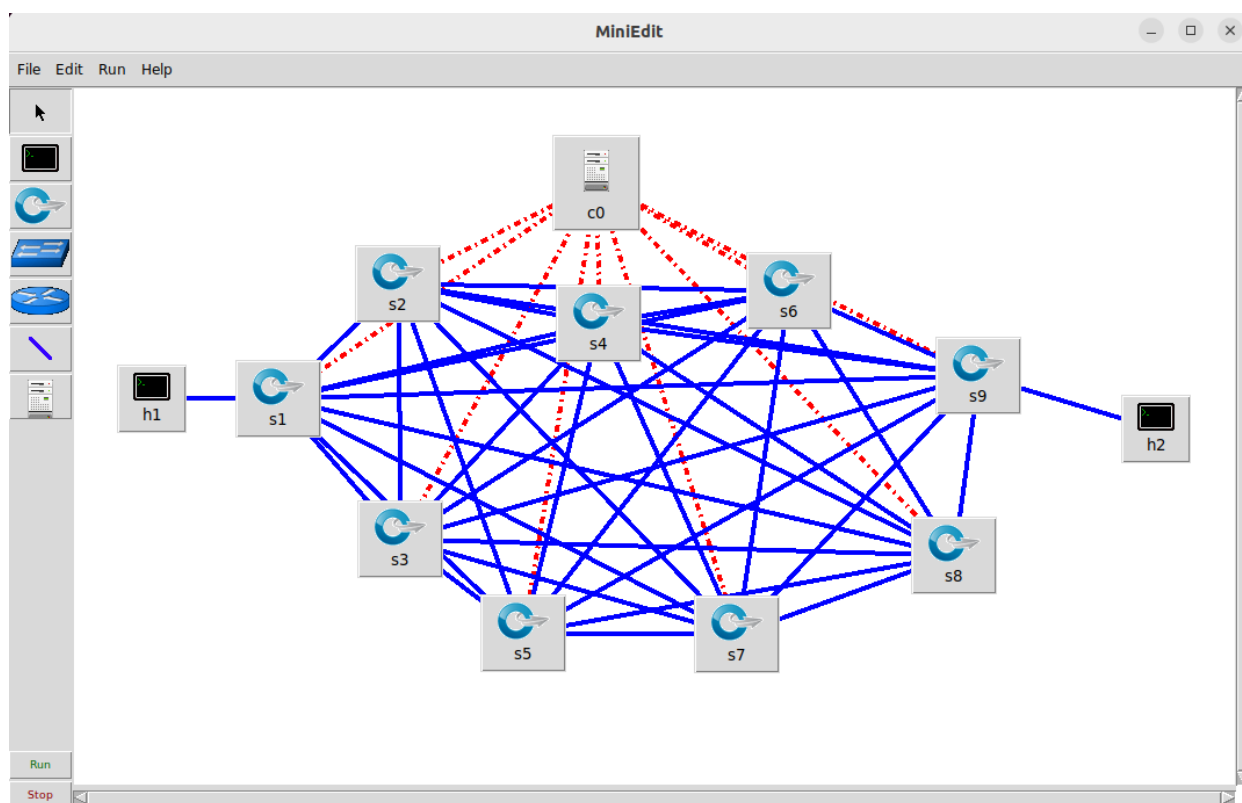 MiniEdit
File Edit Run Help
c0
s2
s6
s4
s9
h1
s1
h2
s3
s8
s5
s7
Run
Stop